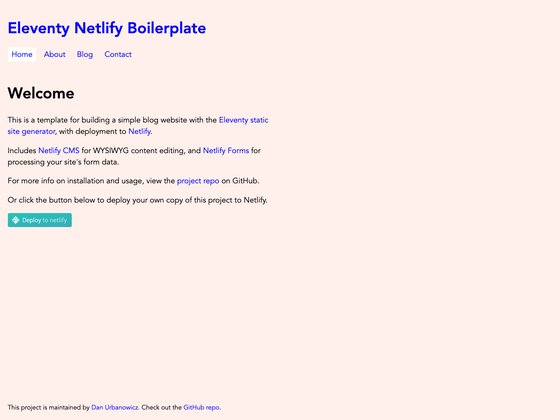 Eleventy Netlify Boilerplate
Home About Blog Contact
Welcome
This is a template for building a simple blog website with the Eleventy static
site generator, with deployment to Netlify.
Includes Netlify CMS for WYSIWYG content editing, and Netlify Forms for
processing your site's form data.
For more info on installation and usage, view the project repo on GitHub.
Or click the button below to deploy your own copy of this project to Netlify.
Deploy to netlify
This project is maintained by Dan Urbanowicz. Check out the GitHub repo.